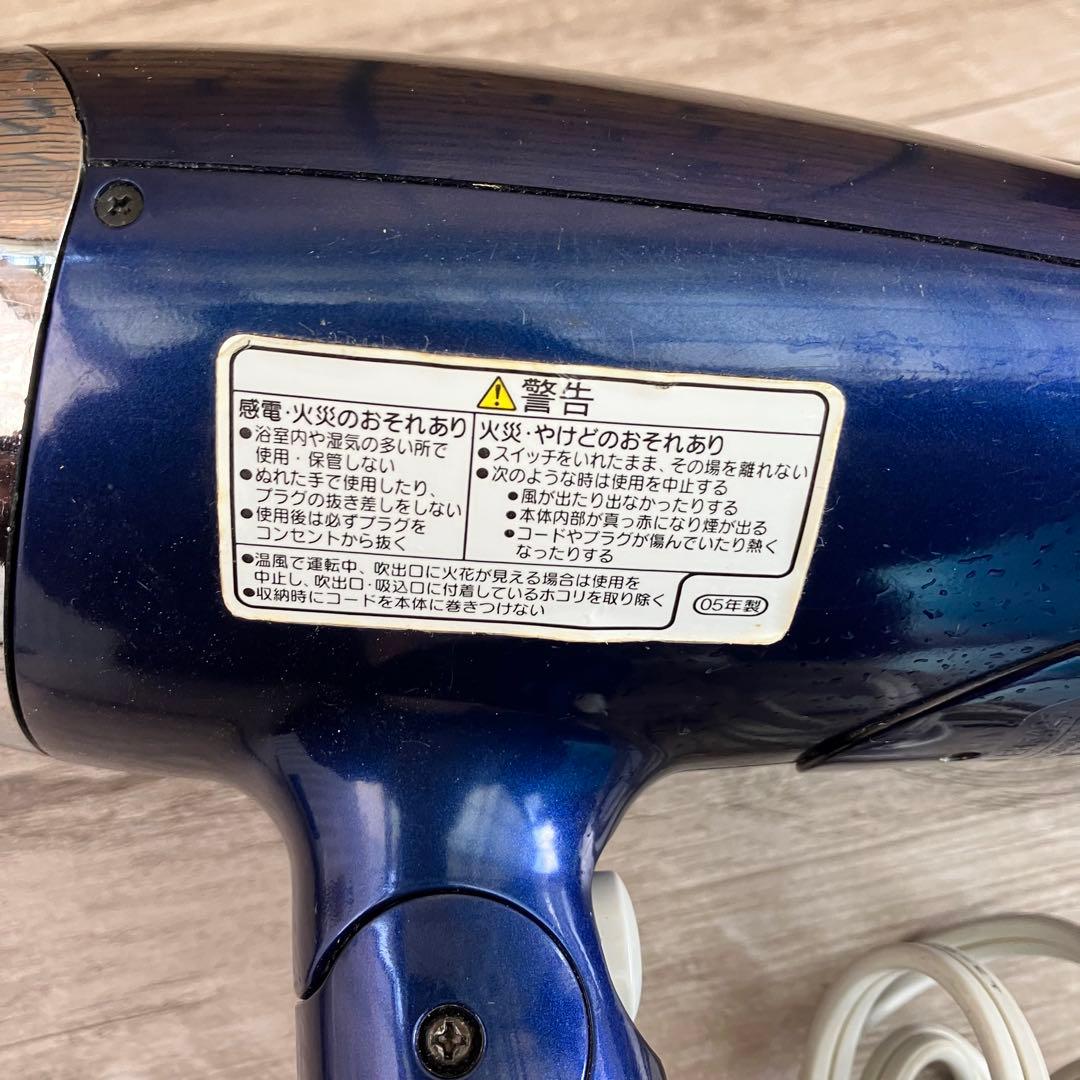 警告
感電・火災のおそれあり
●浴室内や湿気の多い所で
使用・保管しない
●ぬれた手で使用したり、
プラグの抜き差しをしない
●使用後は必ずプラグを
コンセントから抜く
火災・やけどのおそれあり
●スイッチをいれたまま、その場を離れない
●次のような時は使用を中止する
●風が出たり出なかったりする
●本体内部が真っ赤になり煙が出る
●コードやプラグが傷んでいたり熱く
なったりする
●温風で運転中、吹出口に火花が見える場合は使用を
中止し、吹出口・吸込口に付着しているホコリを取り除く
●収納時にコードを本体に巻きつけない
05年製